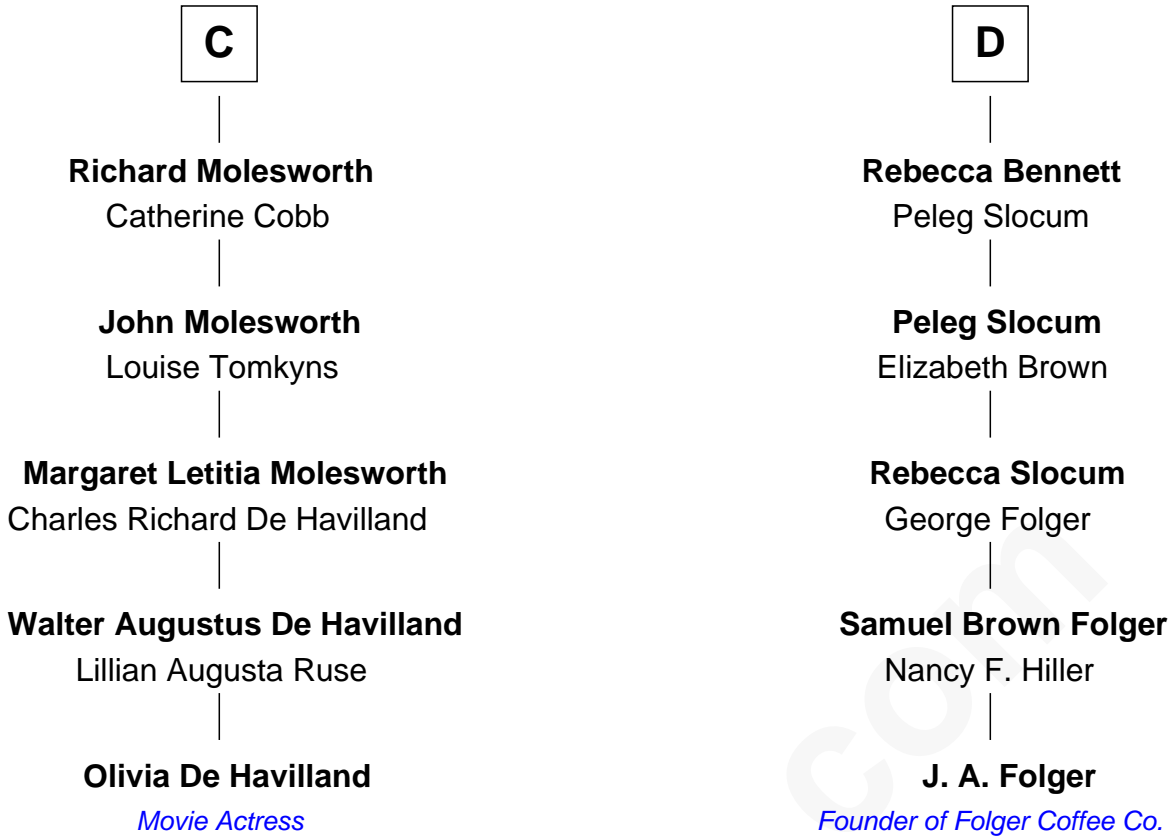 C
Richard Molesworth
Catherine Cobb
John Molesworth
Louise Tomkyns
Margaret Letitia Molesworth
Charles Richard De Havilland
Walter Augustus De Havilland
Lillian Augusta Ruse
Olivia De Havilland
Movie Actress
D
Rebecca Bennett
Peleg Slocum
Peleg Slocum
Elizabeth Brown
Rebecca Slocum
George Folger
Samuel Brown Folger
Nancy F. Hiller
J. A. Folger
Founder of Folger Coffee Co.
com